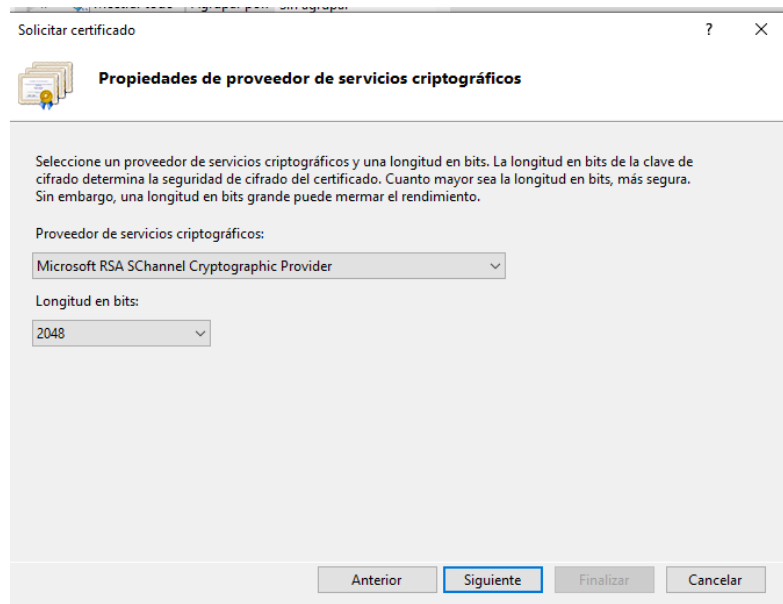 Solicitar certificado
?
Propiedades de proveedor de servicios criptográficos
Seleccione un proveedor de servicios criptográficos y una longitud en bits. La longitud en bits de la clave de
cifrado determina la seguridad de cifrado del certificado. Cuanto mayor sea la longitud en bits, más segura.
Sin embargo, una longitud en bits grande puede mermar el rendimiento.
Proveedor de servicios criptográficos:
Microsoft RSA SChannel Cryptographic Provider
Longitud en bits:
2048
Anterior Siguiente Finalizar Cancelar